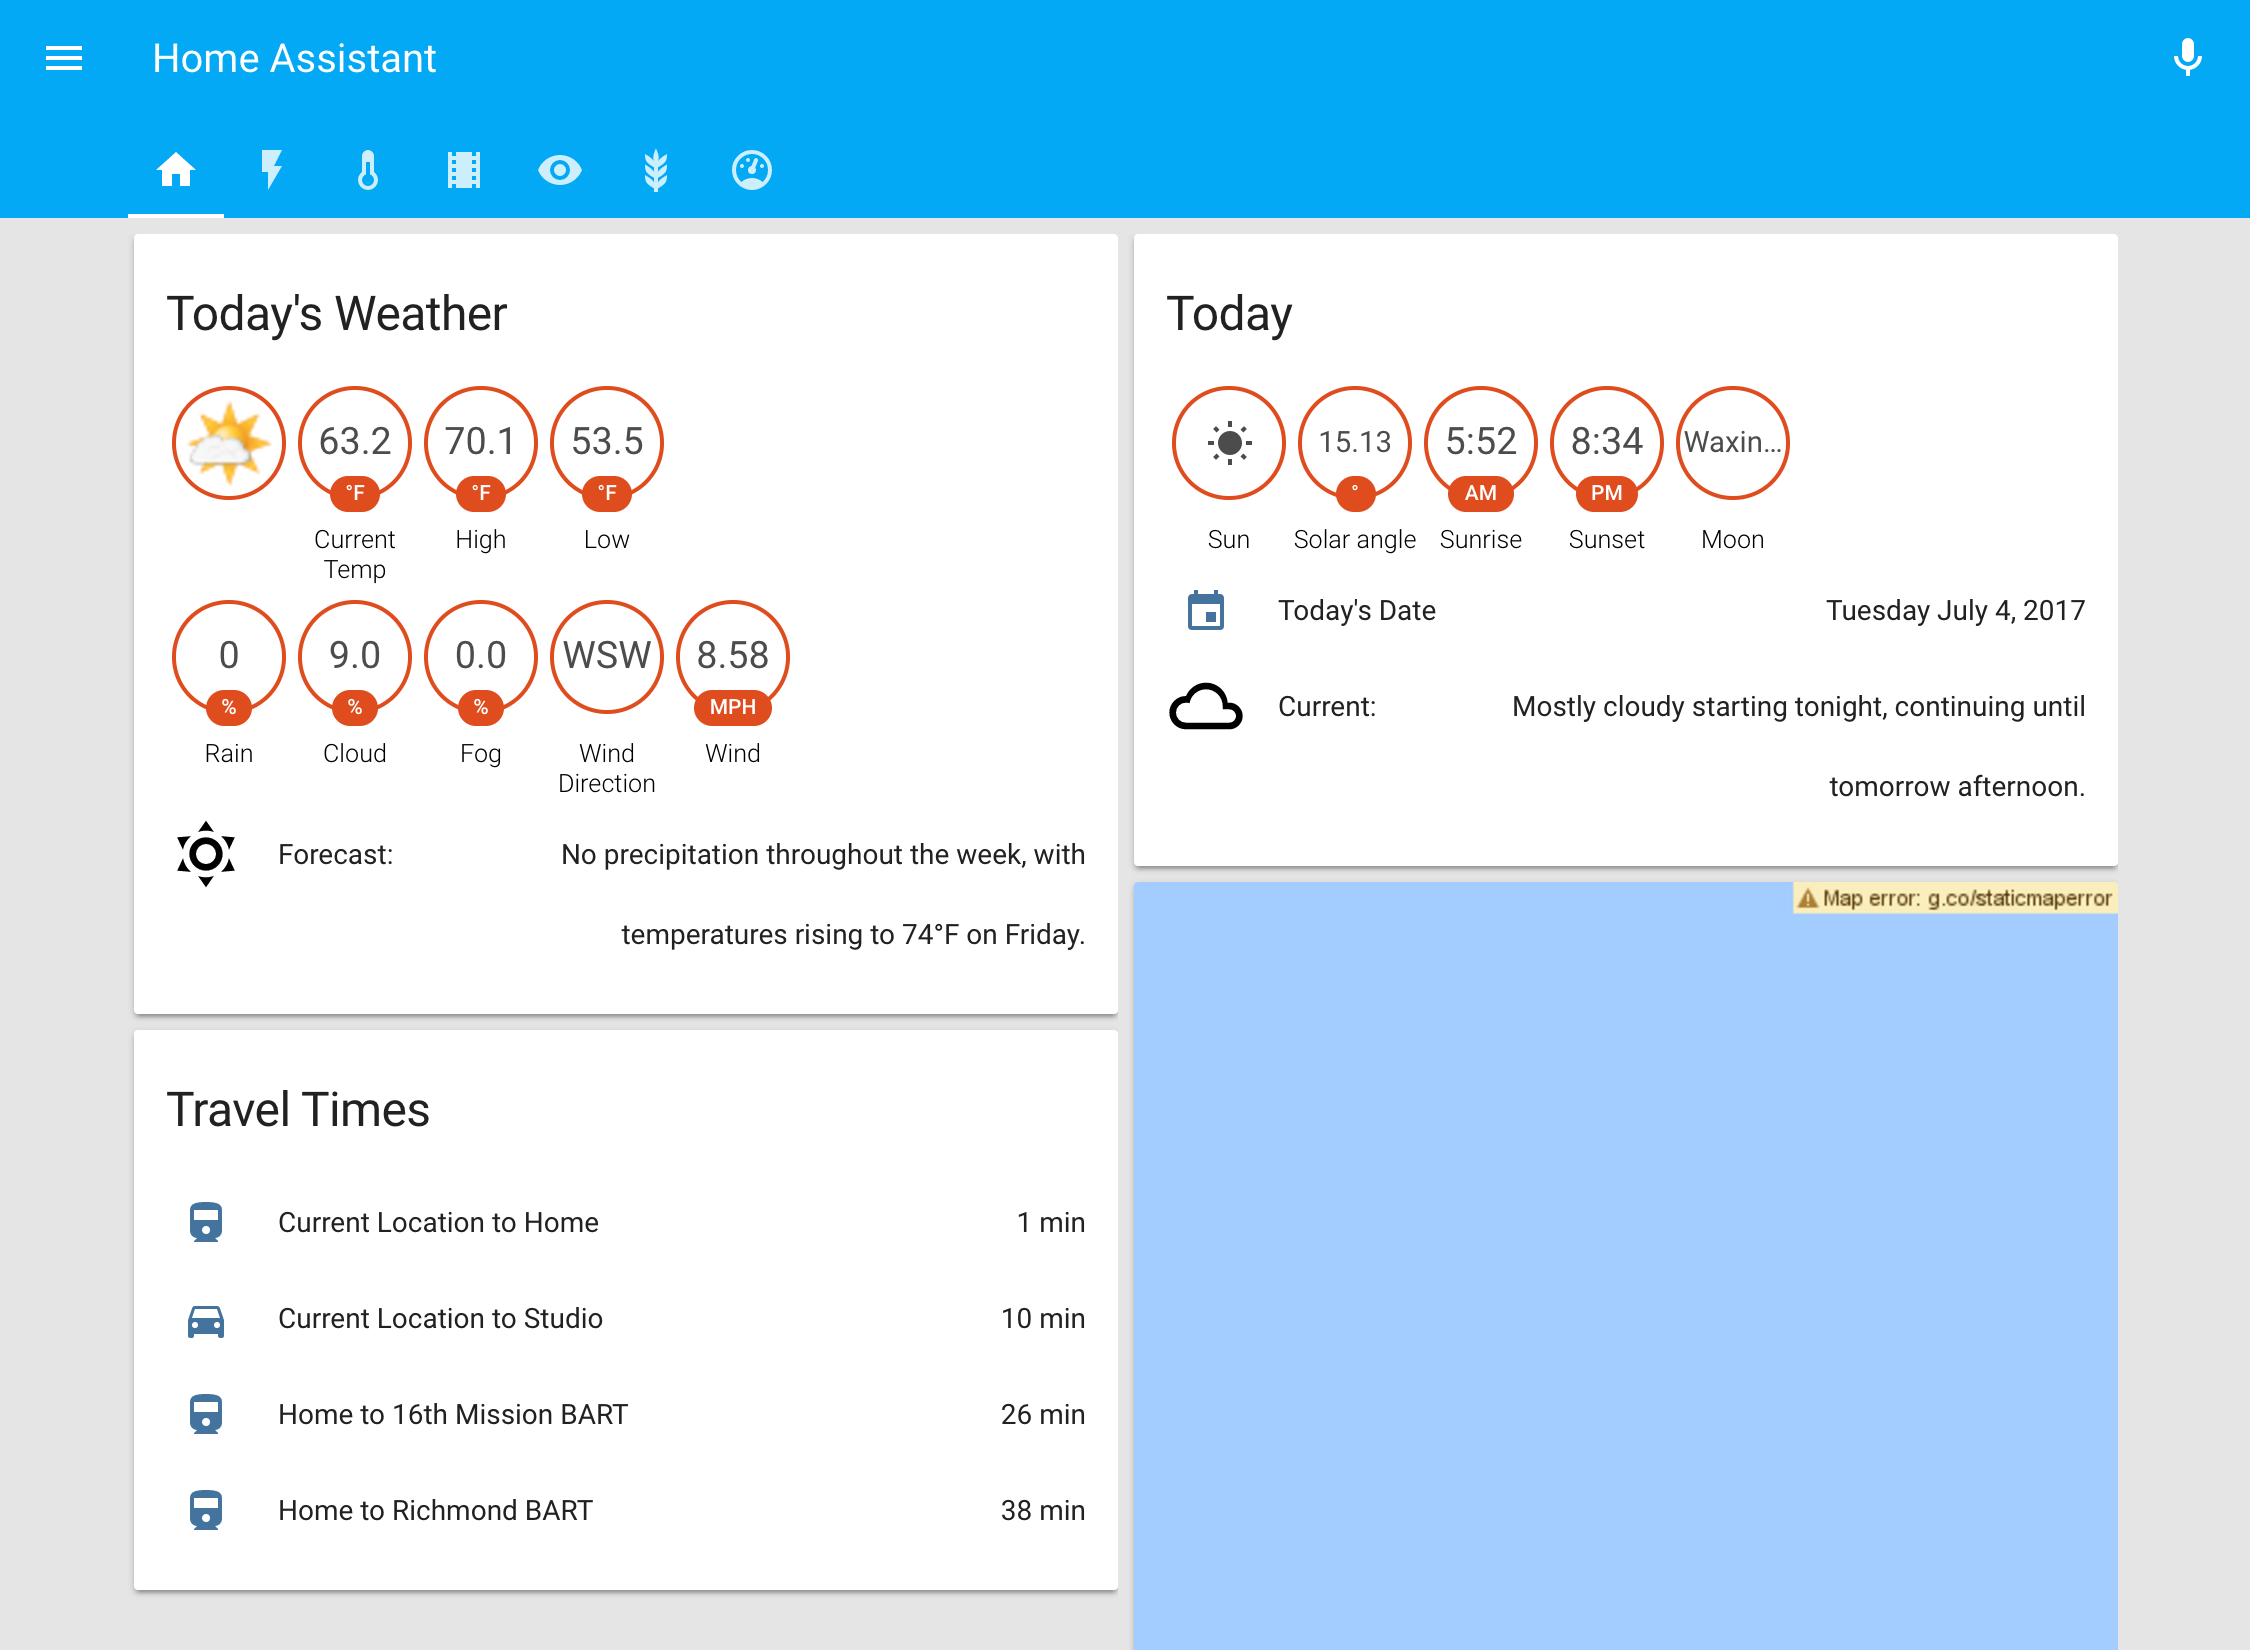 Home Assistant
Today's Weather
63.2 70.1 53.5
°F °F °F
Current High Low
Temp
0 9.0 0.0 WSW 8.58
% % % MPH
Rain Cloud Fog Wind Wind
Direction
Forecast: No precipitation throughout the week, with
temperatures rising to 74°F on Friday.
Travel Times
Current Location to Home 1 min
Current Location to Studio 10 min
Home to 16th Mission BART 26 min
Home to Richmond BART 38 min
Today
15.13 5:52 8:34 Waxin...
° AM PM
Sun Solar angle Sunrise Sunset Moon
Today's Date Tuesday July 4, 2017
Current: Mostly cloudy starting tonight, continuing until
tomorrow afternoon.
Map error: g.co/staticmaperror